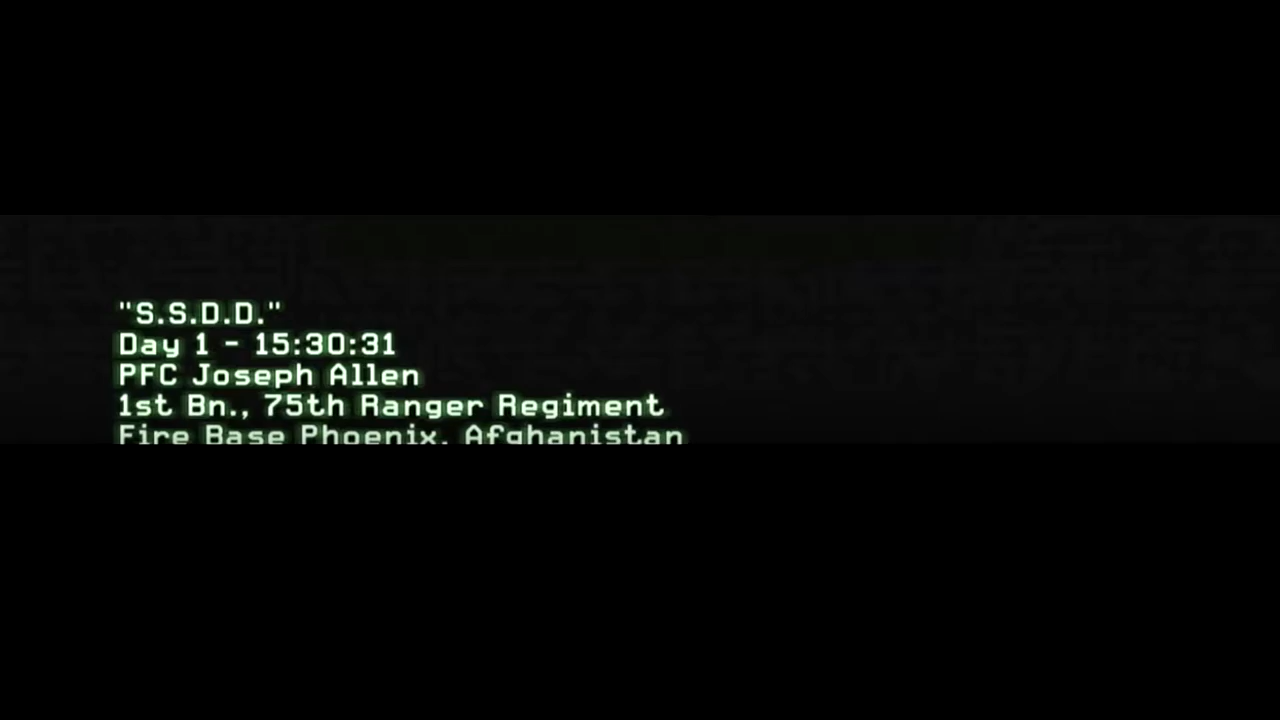 "S.S.D.D."
Day 1 - 15:30:31
PFC Joseph Allen
1st Bn., 75th Ranger Regiment
Fire Base Phoenix, Afghanistan